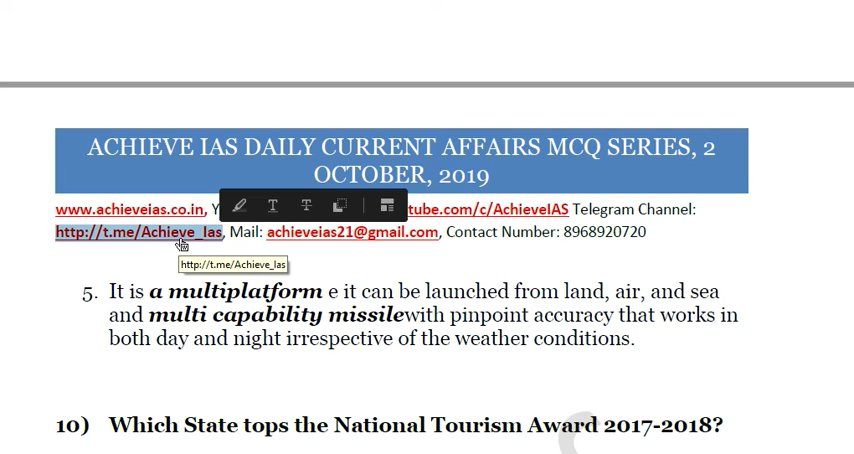 ACHIEVE IAS DAILY CURRENT AFFAIRS MCQ SERIES, 2
OCTOBER, 2019
www.achieveias.co.in, Y tube.com/c/AchieveIAS Telegram Channel:
http://t.me/Achieve_Ias, Mail: achieveias21@gmail.com, Contact Number: 8968920720
http://t.me/Achieve_Ias
5. It is a multiplatform e it can be launched from land, air, and sea
and multi capability missilewith pinpoint accuracy that works in
both day and night irrespective of the weather conditions.
10) Which State tops the National Tourism Award 2017-2018?